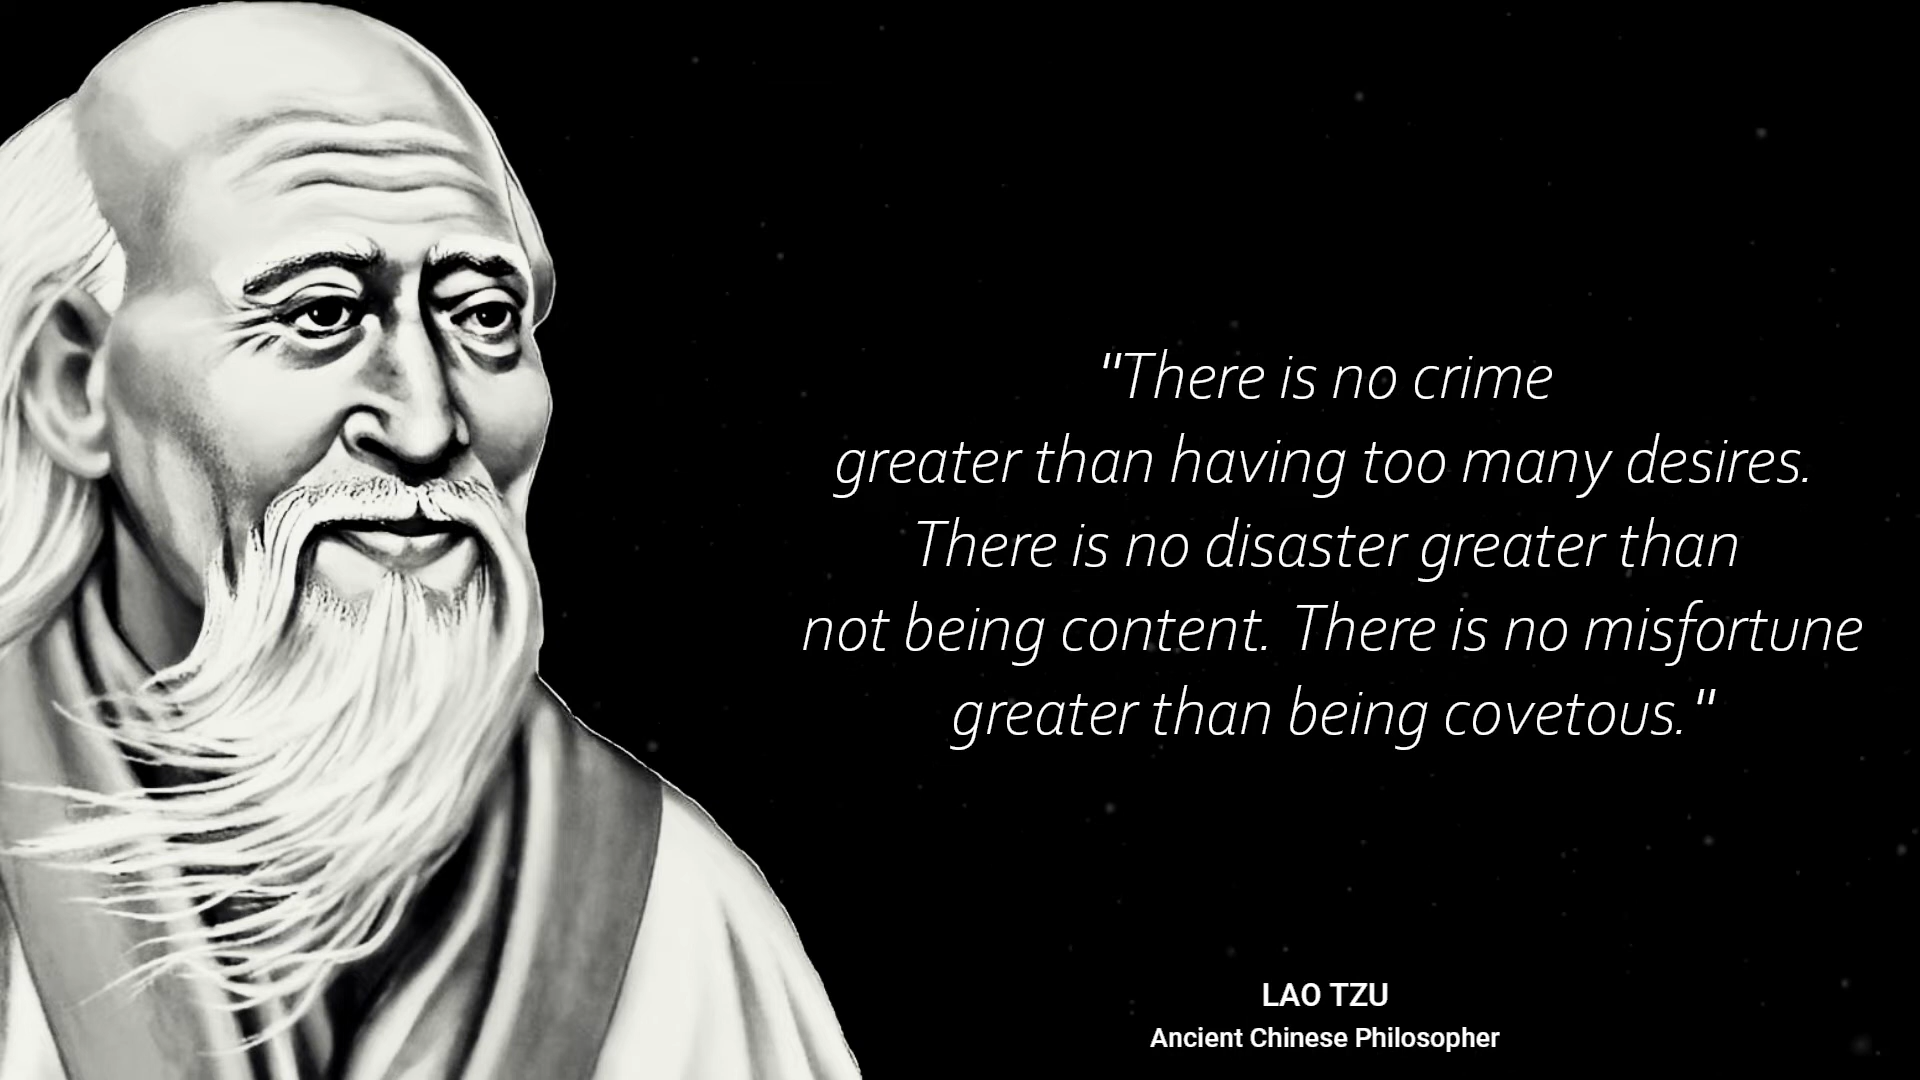 "There is no crime
greater than having too many desires.
There is no disaster greater than
not being content. There is no misfortune
greater than being covetous."
LAO TZU
Ancient Chinese Philosopher